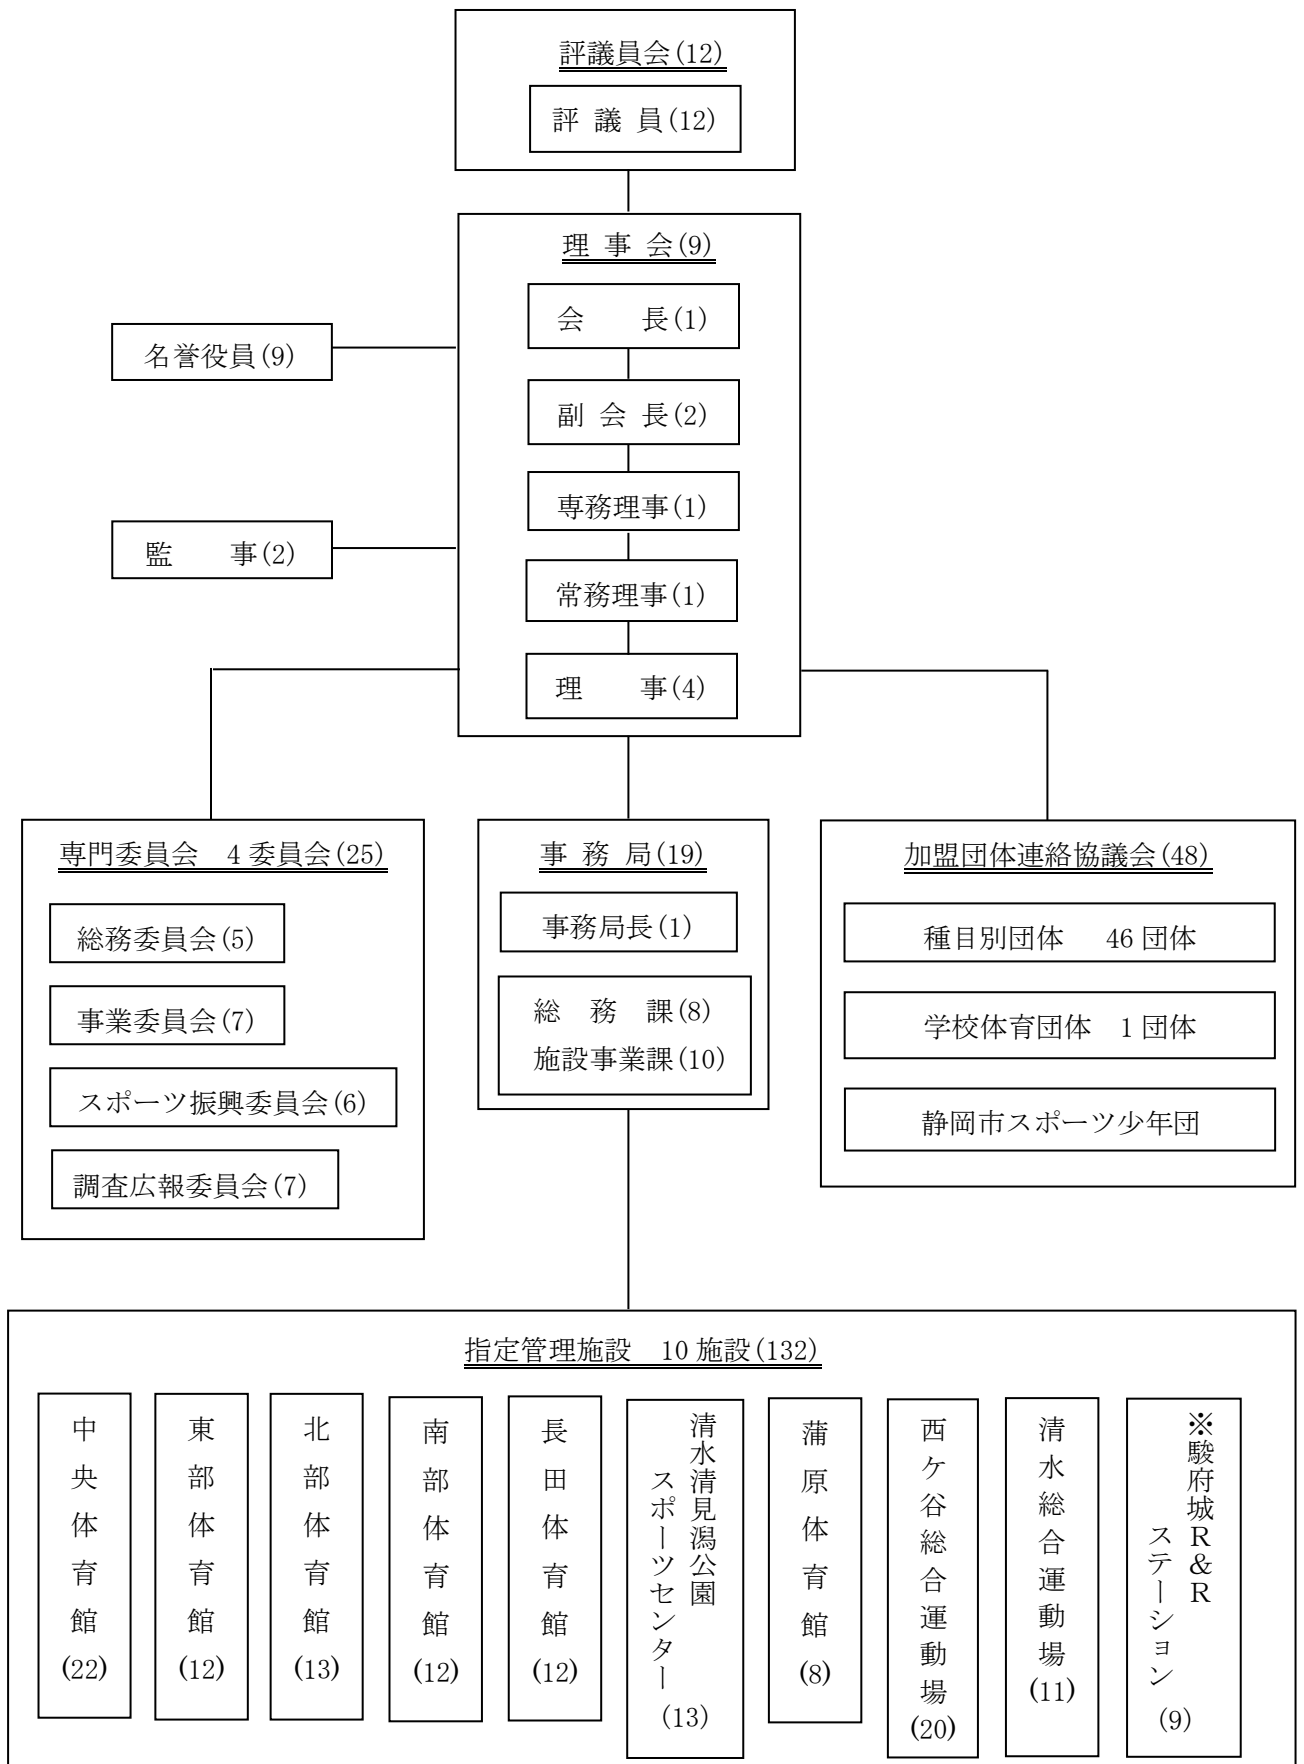 評議員会(12)
評 議 員(12)
理 事 会(9)
会　　長(1)
名誉役員(9)
副 会 長(2)
専務理事(1)
監　　事(2)
常務理事(1)
理　　事(4)
専門委員会　4 委員会(25)
総務委員会(5)
事業委員会(7)
スポーツ振興委員会(6)
調査広報委員会(7)
事 務 局(19)
事務局長(1)
総　務　課(8)
施設事業課(10)
加盟団体連絡協議会(48)
種目別団体　46 団体
学校体育団体　1 団体
静岡市スポーツ少年団
指定管理施設　10 施設(132)
中央体育館(22)
東部体育館(12)
北部体育館(13)
南部体育館(12)
長田体育館(12)
清水清見潟公園
スポーツセンター(13)
蒲原体育館(8)
西ケ谷総合運動場(20)
清水総合運動場(11)
※駿府城Ｒ＆Ｒ
ステーション(9)